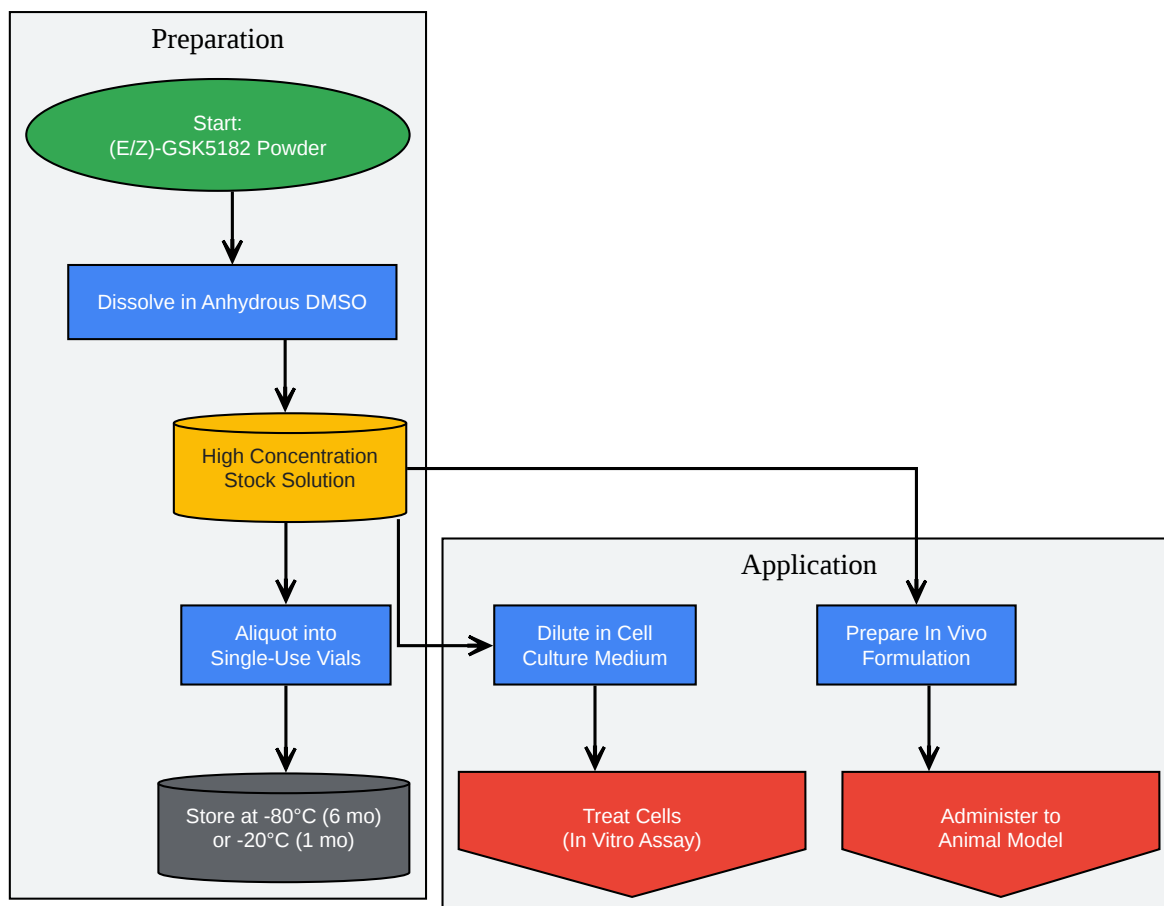 Preparation
Start:
(E/Z)-GSK5182 Powder
Dissolve in Anhydrous DMSO
High Concentration
Stock Solution
Aliquot into
Single-Use Vials
Store at -80°C (6 mo)
or -20°C (1 mo)
Application
Dilute in Cell
Culture Medium
Prepare In Vivo
Formulation
Treat Cells
(In Vitro Assay)
Administer to
Animal Model